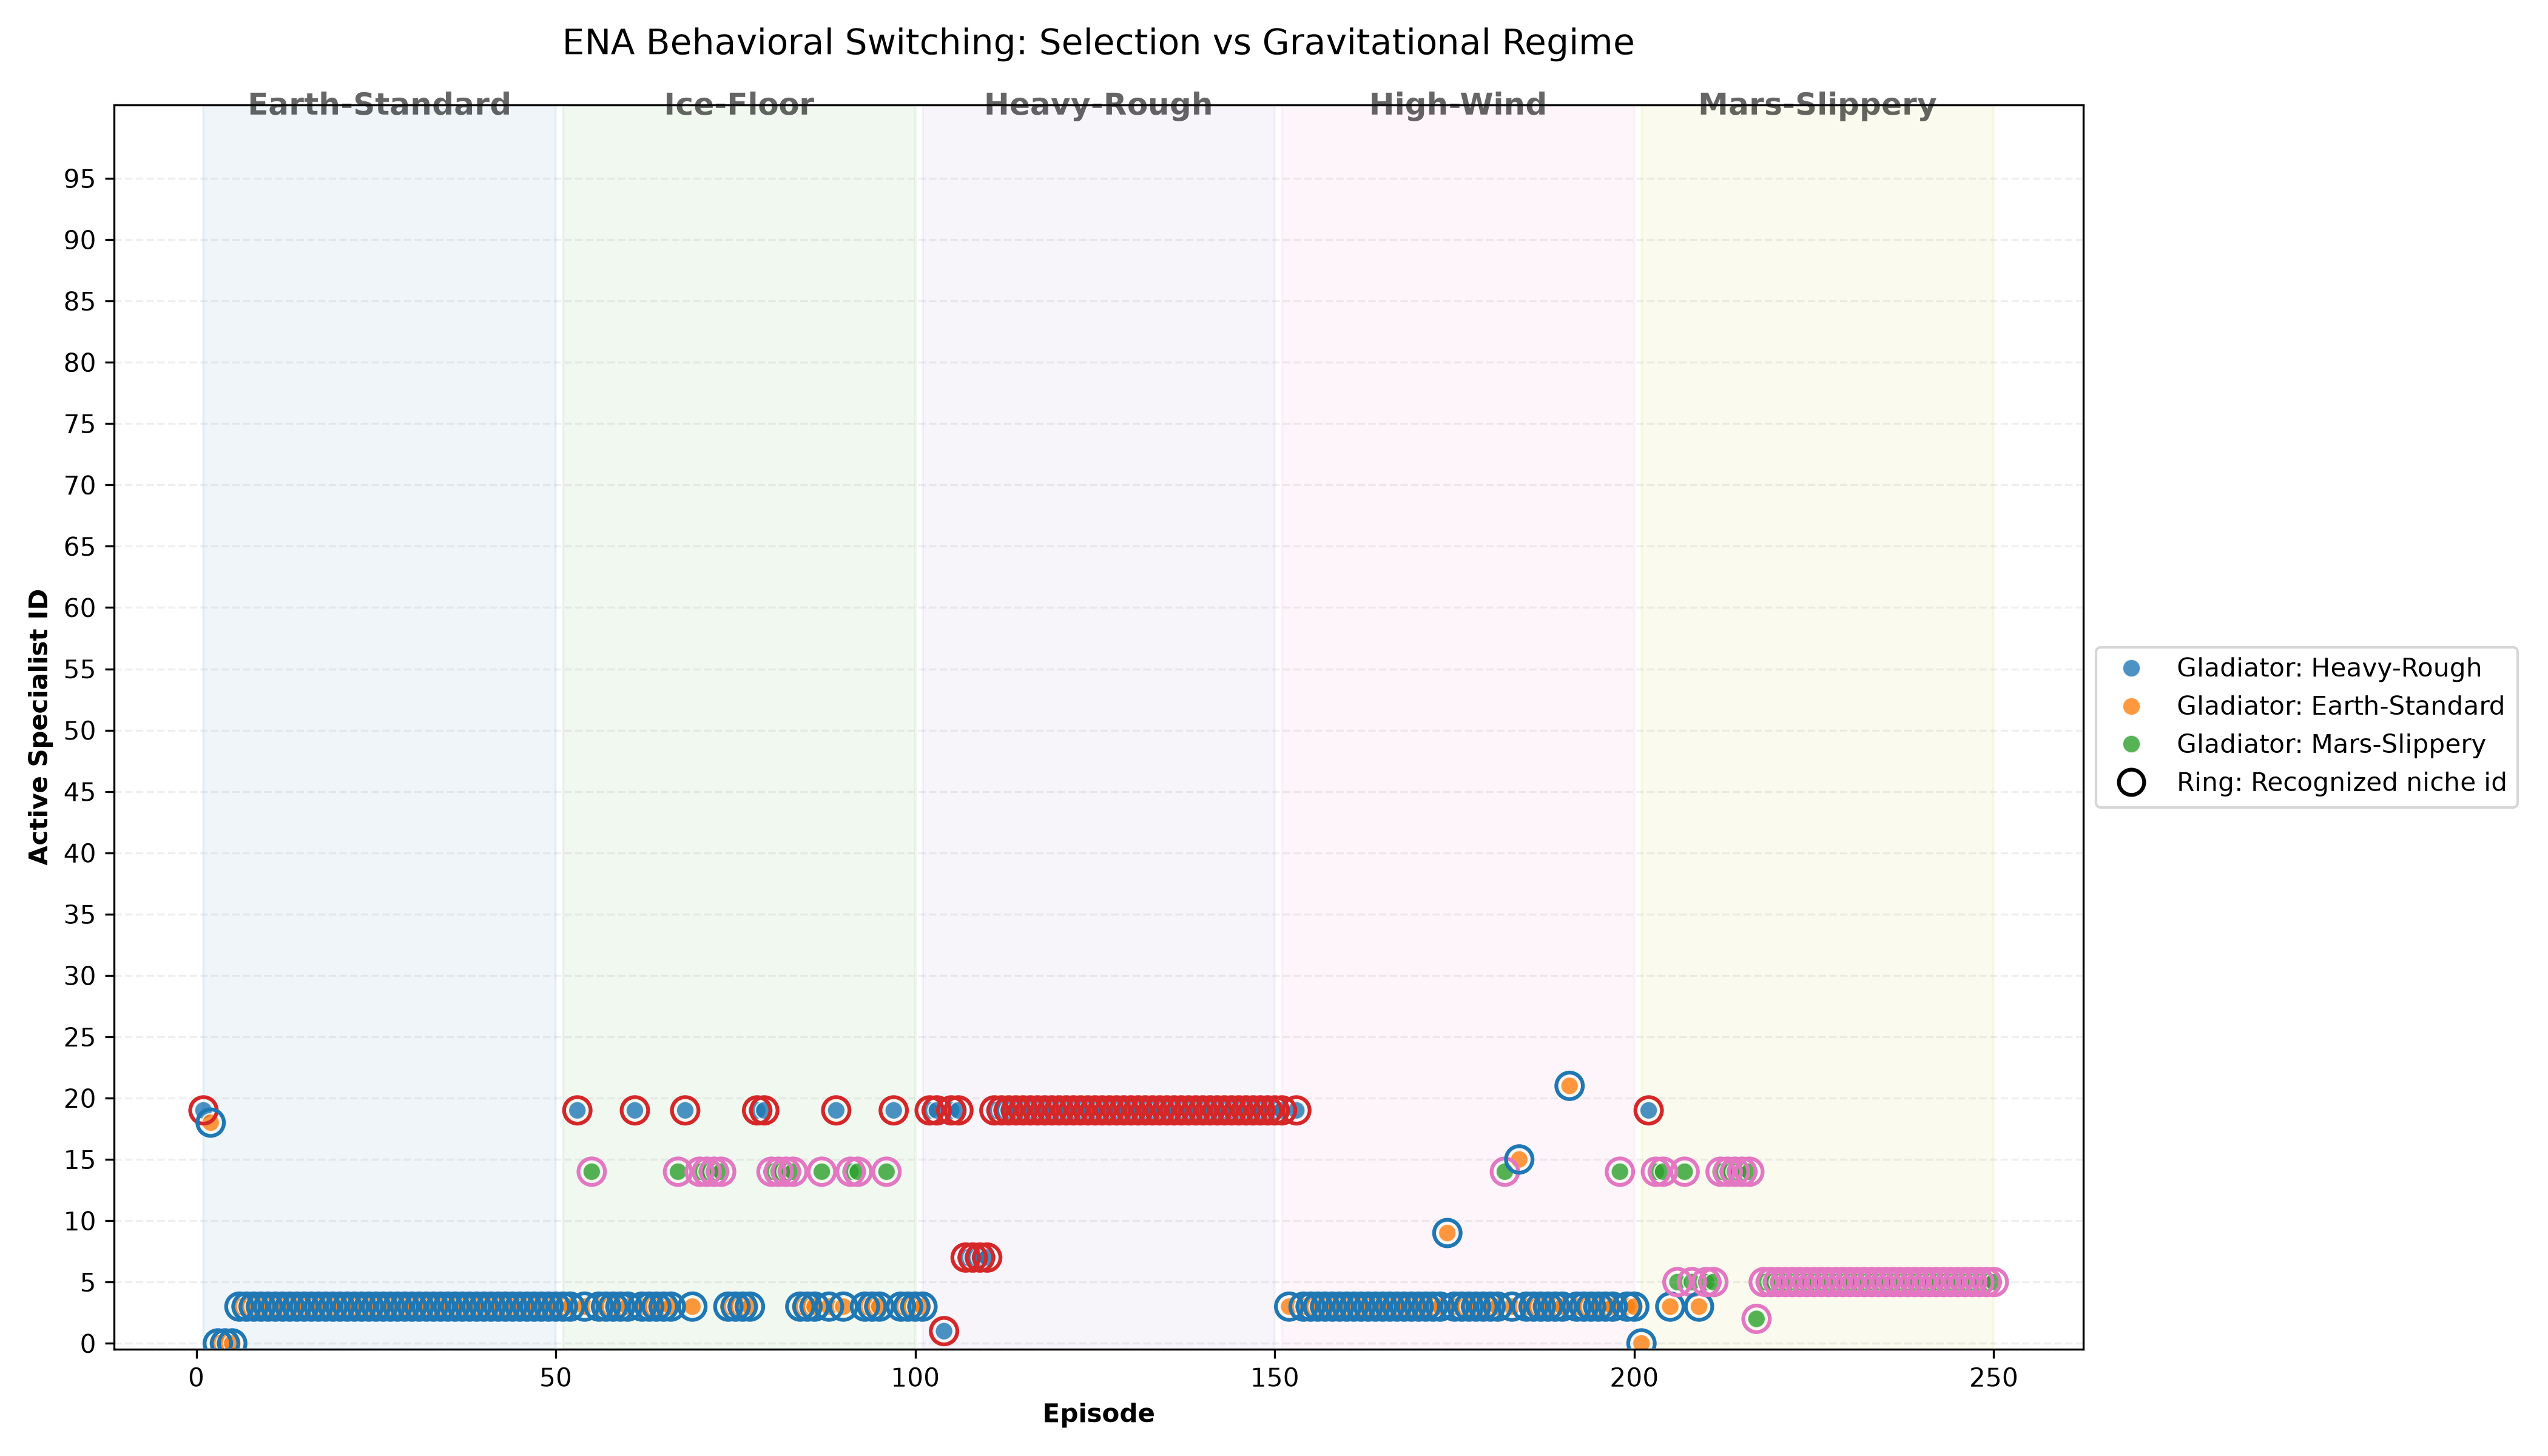 ENA Behavioral Switching: Selection vs Gravitational Regime
Earth-Standard
Ice-Floor
Heavy-Rough
High-Wind
Mars-Slippery
Active Specialist ID
95
90
85
80
75
70
65
60
55
50
45
40
35
30
25
20
15
10
5
0
0
50
100
150
200
250
Episode
Gladiator: Heavy-Rough
Gladiator: Earth-Standard
Gladiator: Mars-Slippery
Ring: Recognized niche id